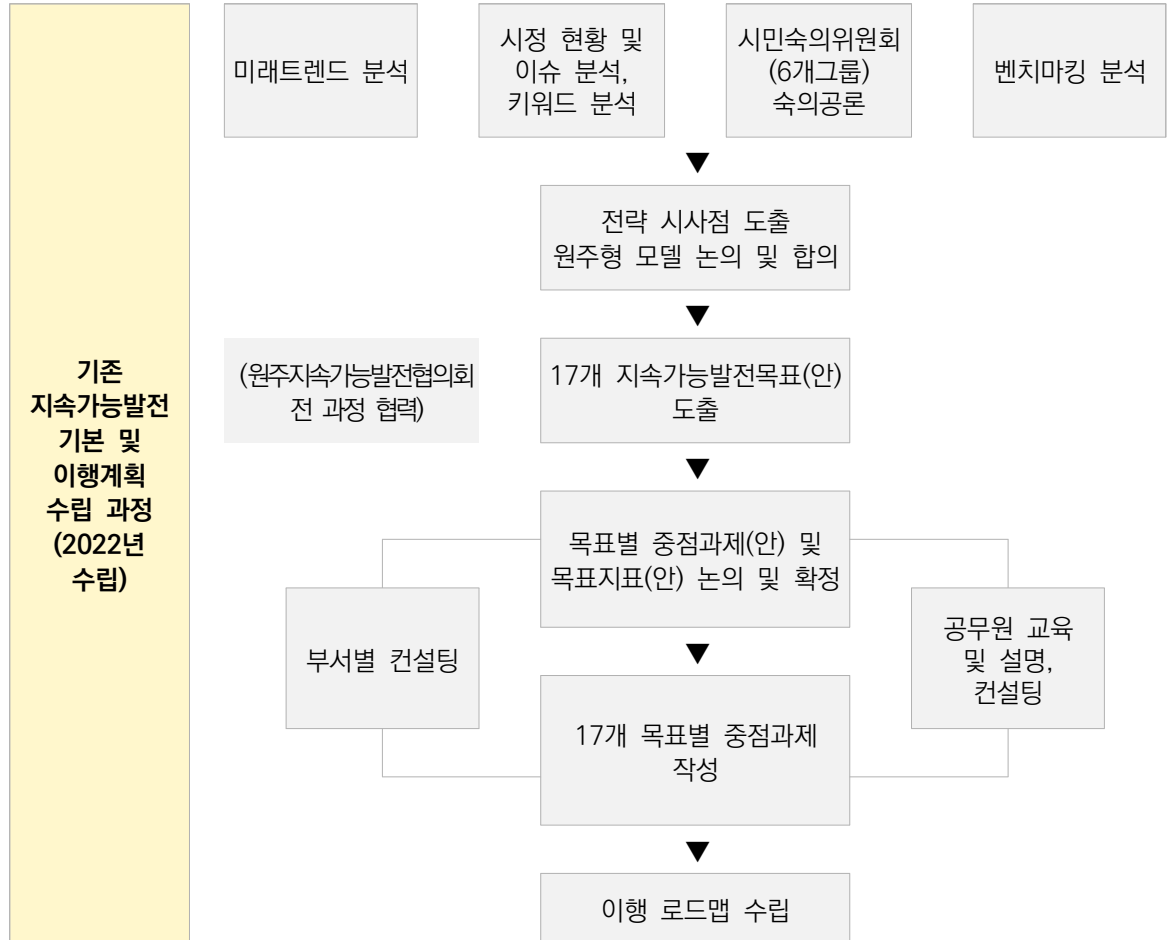 기존
지속가능발전
기본 및
이행계획
수립 과정
(2022년
수립)
미래트렌드 분석
시정 현황 및
이슈 분석,
키워드 분석
시민숙의위원회
(6개그룹)
숙의공론
벤치마킹 분석
▼
전략 시사점 도출
원주형 모델 논의 및 합의
▼
(원주지속가능발전협의회
전 과정 협력)
17개 지속가능발전목표(안)
도출
▼
목표별 중점과제(안) 및
목표지표(안) 논의 및 확정
부서별 컨설팅
▼
공무원 교육
및 설명,
컨설팅
17개 목표별 중점과제
작성
▼
이행 로드맵 수립